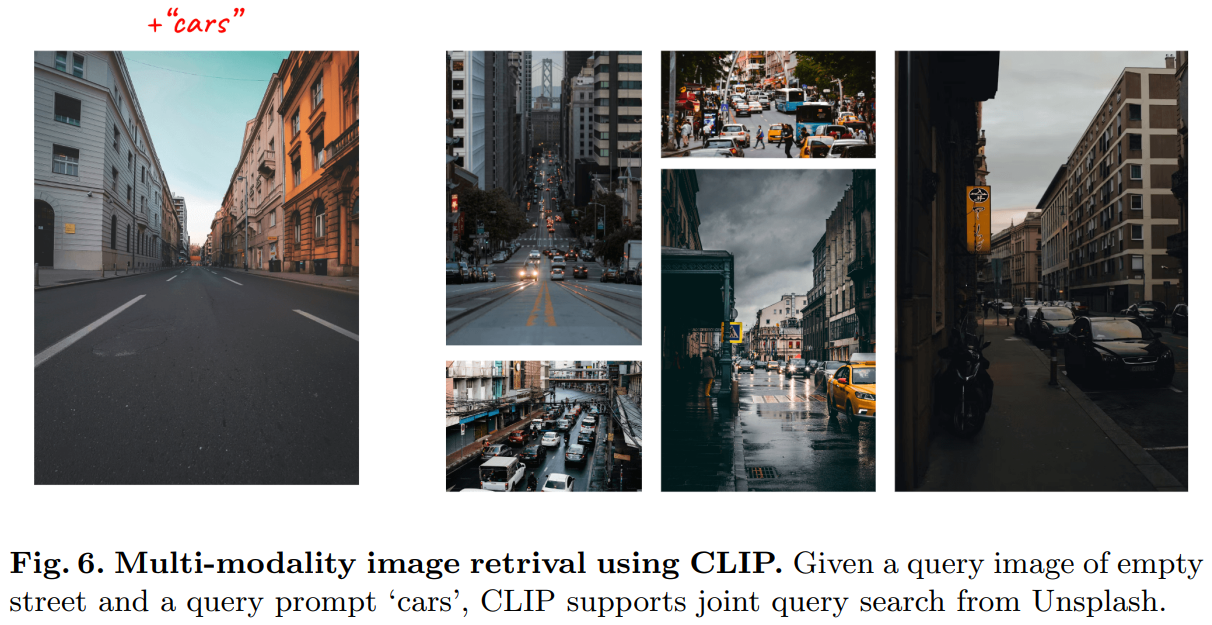 +“cars”
Fig. 6. Multi-modality image retrival using CLIP. Given a query image of empty
street and a query prompt ‘cars’, CLIP supports joint query search from Unsplash.